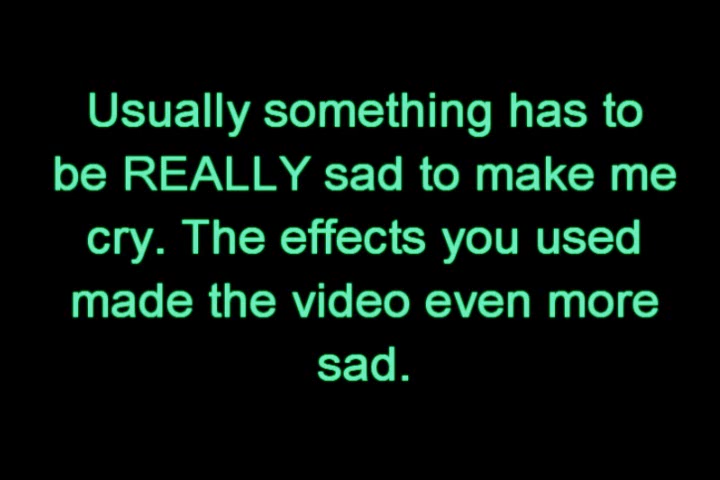 Usually something has to
be REALLY sad to make me
cry. The effects you used
made the video even more
sad.